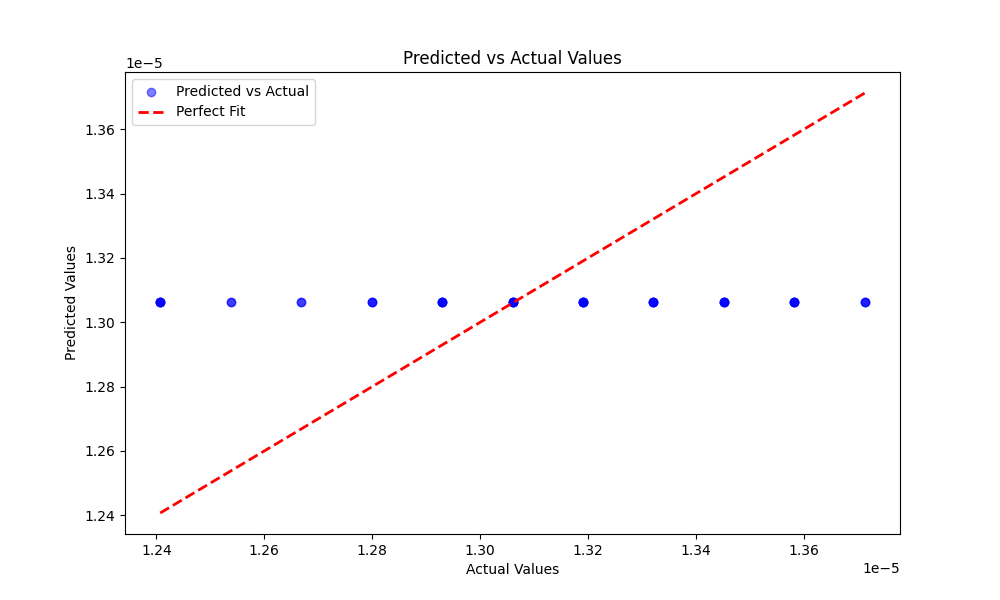 Predicted vs Actual Values
1e−5
Predicted vs Actual
Perfect Fit
1.36
1.34
1.32
1.30
1.28
1.26
1.24
Predicted Values
1.24 1.26 1.28 1.30 1.32 1.34 1.36
1e−5
Actual Values